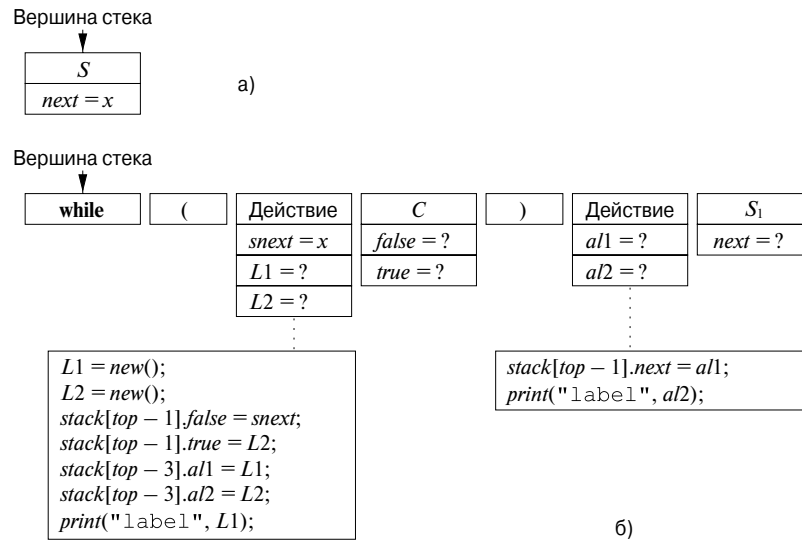 Вершина стека
S
next = x
а)
Вершина стека
while ( Действие C ) Действие S₁
snext = x false = ? al1 = ? next = ?
L1 = ? true = ? al2 = ?
L2 = ?
L1 = new();
L2 = new();
stack[top − 1].false = snext;
stack[top − 1].true = L2;
stack[top − 3].al1 = L1;
stack[top − 3].al2 = L2;
print("label", L1);
stack[top − 1].next = al1;
print("label", al2);
б)